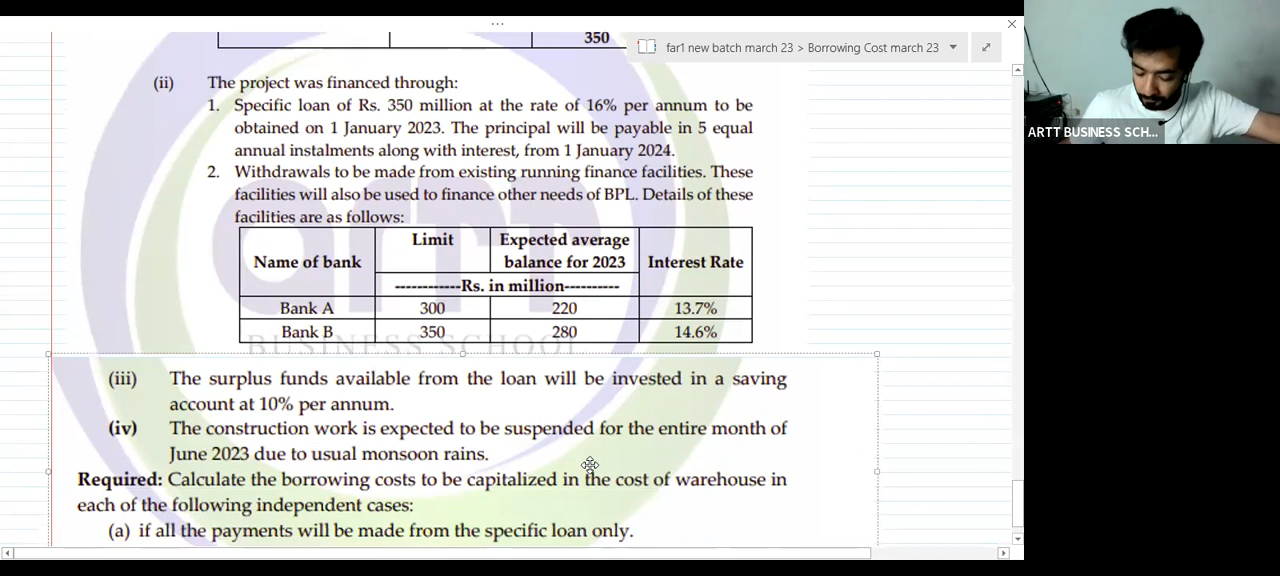 350
far1 new batch march 23 > Borrowing Cost march 23
(ii) The project was financed through:
1. Specific loan of Rs. 350 million at the rate of 16% per annum to be
obtained on 1 January 2023. The principal will be payable in 5 equal
annual instalments along with interest, from 1 January 2024.
2. Withdrawals to be made from existing running finance facilities. These
facilities will also be used to finance other needs of BPL. Details of these
facilities are as follows:
Name of bank Limit Expected average balance for 2023 Interest Rate
------------Rs. in million----------
Bank A 300 220 13.7%
Bank B 350 280 14.6%
BUSINESS SCHOOL
(iii) The surplus funds available from the loan will be invested in a saving
account at 10% per annum.
(iv) The construction work is expected to be suspended for the entire month of
June 2023 due to usual monsoon rains.
Required: Calculate the borrowing costs to be capitalized in the cost of warehouse in
each of the following independent cases:
(a) if all the payments will be made from the specific loan only.
ARTT BUSINESS SCH...